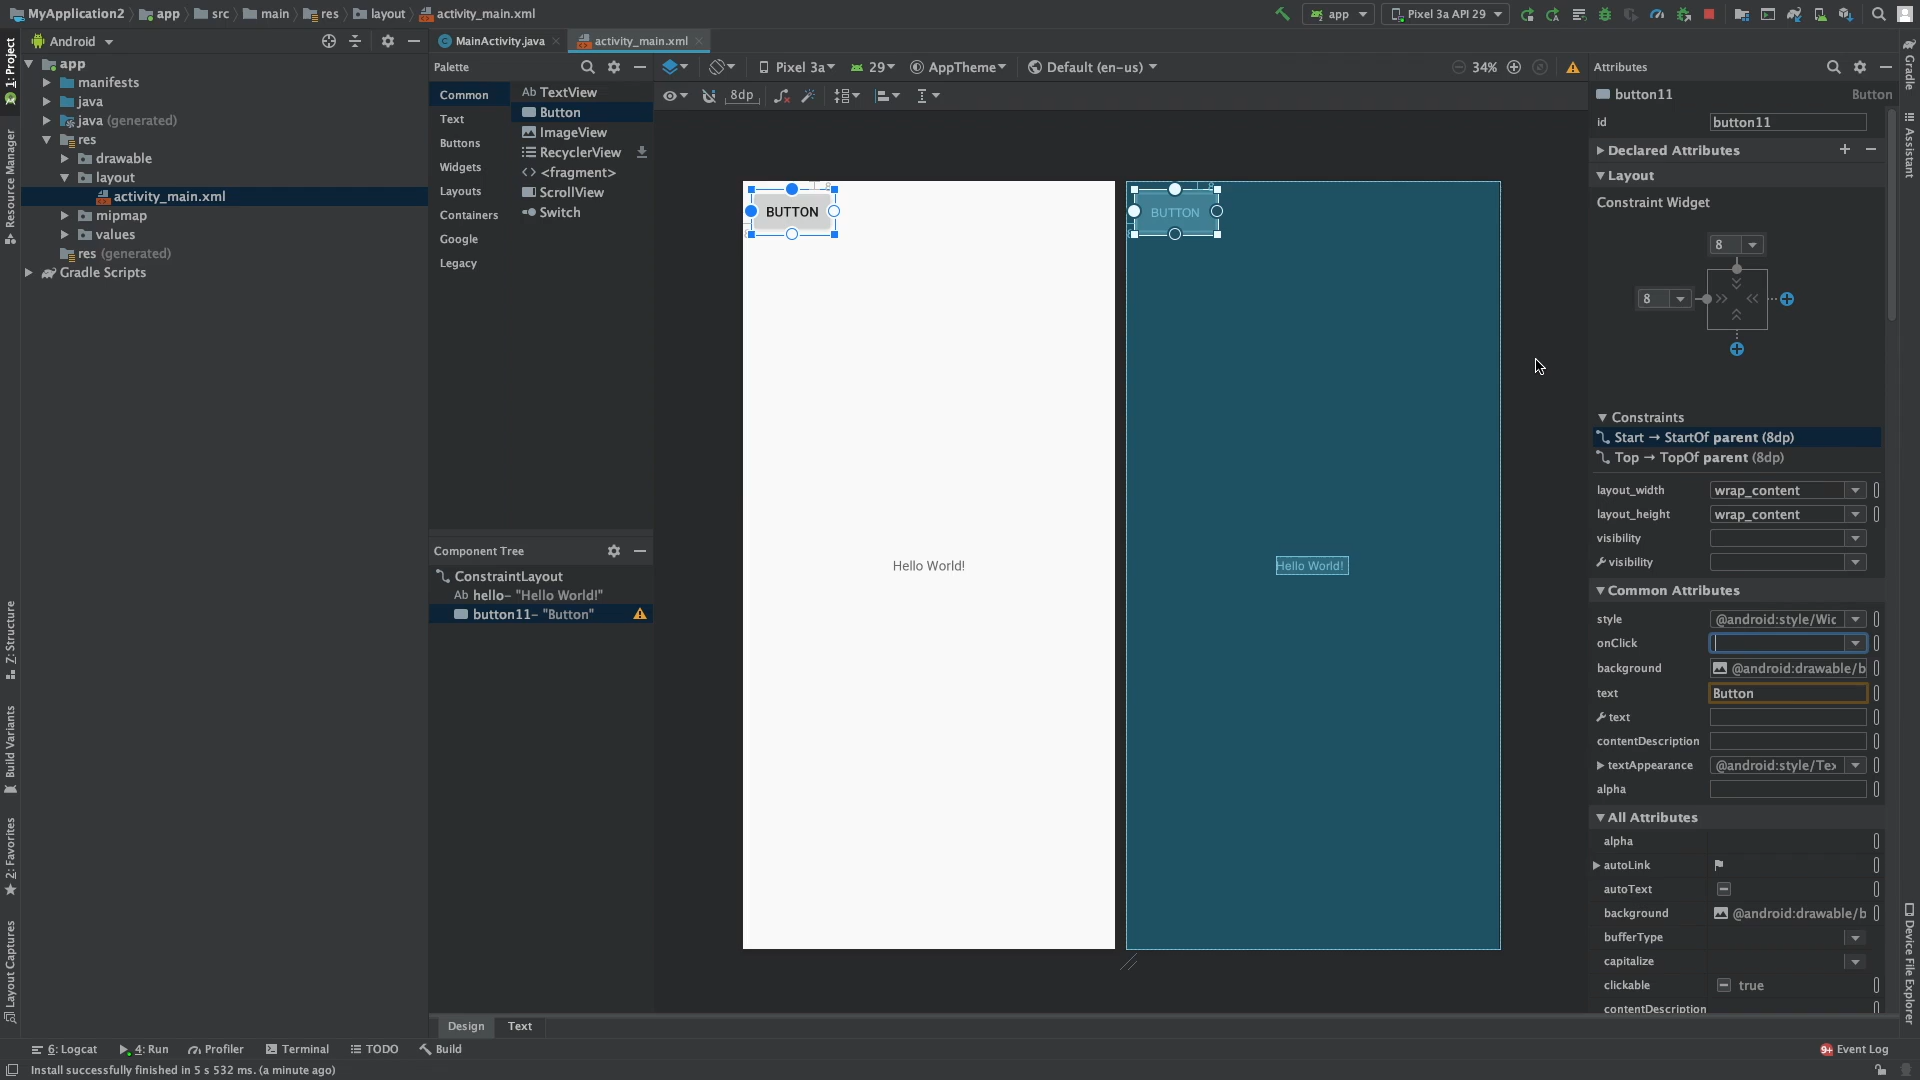 MyApplication2 app src main res layout activity_main.xml
app Pixel 3a API 29
1: Project
Resource Manager
Z: Structure
Build Variants
2: Favorites
Layout Captures
Android
app
manifests
java
java (generated)
res
drawable
layout
activity_main.xml
mipmap
values
res (generated)
Gradle Scripts
MainActivity.java
activity_main.xml
Palette
Common
Text
Buttons
Widgets
Layouts
Containers
Google
Legacy
Ab TextView
Button
ImageView
RecyclerView
<> <fragment>
ScrollView
Switch
Component Tree
ConstraintLayout
Ab hello- "Hello World!"
button11- "Button"
Pixel 3a 29 AppTheme Default (en-us) 34%
8dp
BUTTON
Hello World!
8
BUTTON
Hello World!
Design Text
Attributes
button11 Button
id button11
Declared Attributes
Layout
Constraint Widget
8
8
Constraints
Start → StartOf parent (8dp)
Top → TopOf parent (8dp)
layout_width wrap_content
layout_height wrap_content
visibility
visibility
Common Attributes
style @android:style/Wic
onClick
background @android:drawable/b
text Button
text
contentDescription
textAppearance @android:style/Tex
alpha
All Attributes
alpha
autoLink
autoText
background @android:drawable/b
bufferType
capitalize
clickable true
contentDescription
Gradle
Assistant
Device File Explorer
6: Logcat 4: Run Profiler Terminal TODO Build
9+ Event Log
Install successfully finished in 5 s 532 ms. (a minute ago)